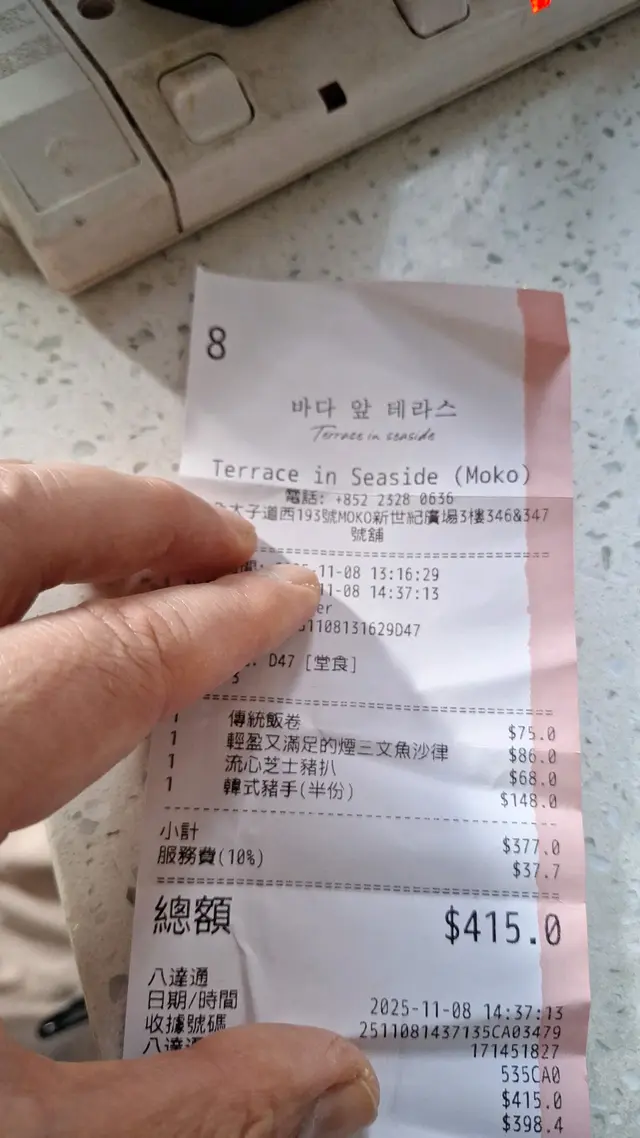 8
바다 앞 테라스
Terrace in seaside
Terrace in Seaside (Moko)
電話: +852 2328 0636
太子道西193號MOKO新世紀廣場3樓346&347
號舖
11-08 13:16:29
11-08 14:37:13
1108131629D47
D47 [堂食]
3
1 傳統飯卷 $75.0
1 輕盈又滿足的煙三文魚沙律 $86.0
1 流心芝士豬扒 $68.0
1 韓式豬手(半份) $148.0
小計 $377.0
服務費(10%) $37.7
總額 $415.0
八達通
日期/時間 2025-11-08 14:37:13
收據號碼 2511081437135CA03479
八達 171451827
535CA0
$415.0
$398.4